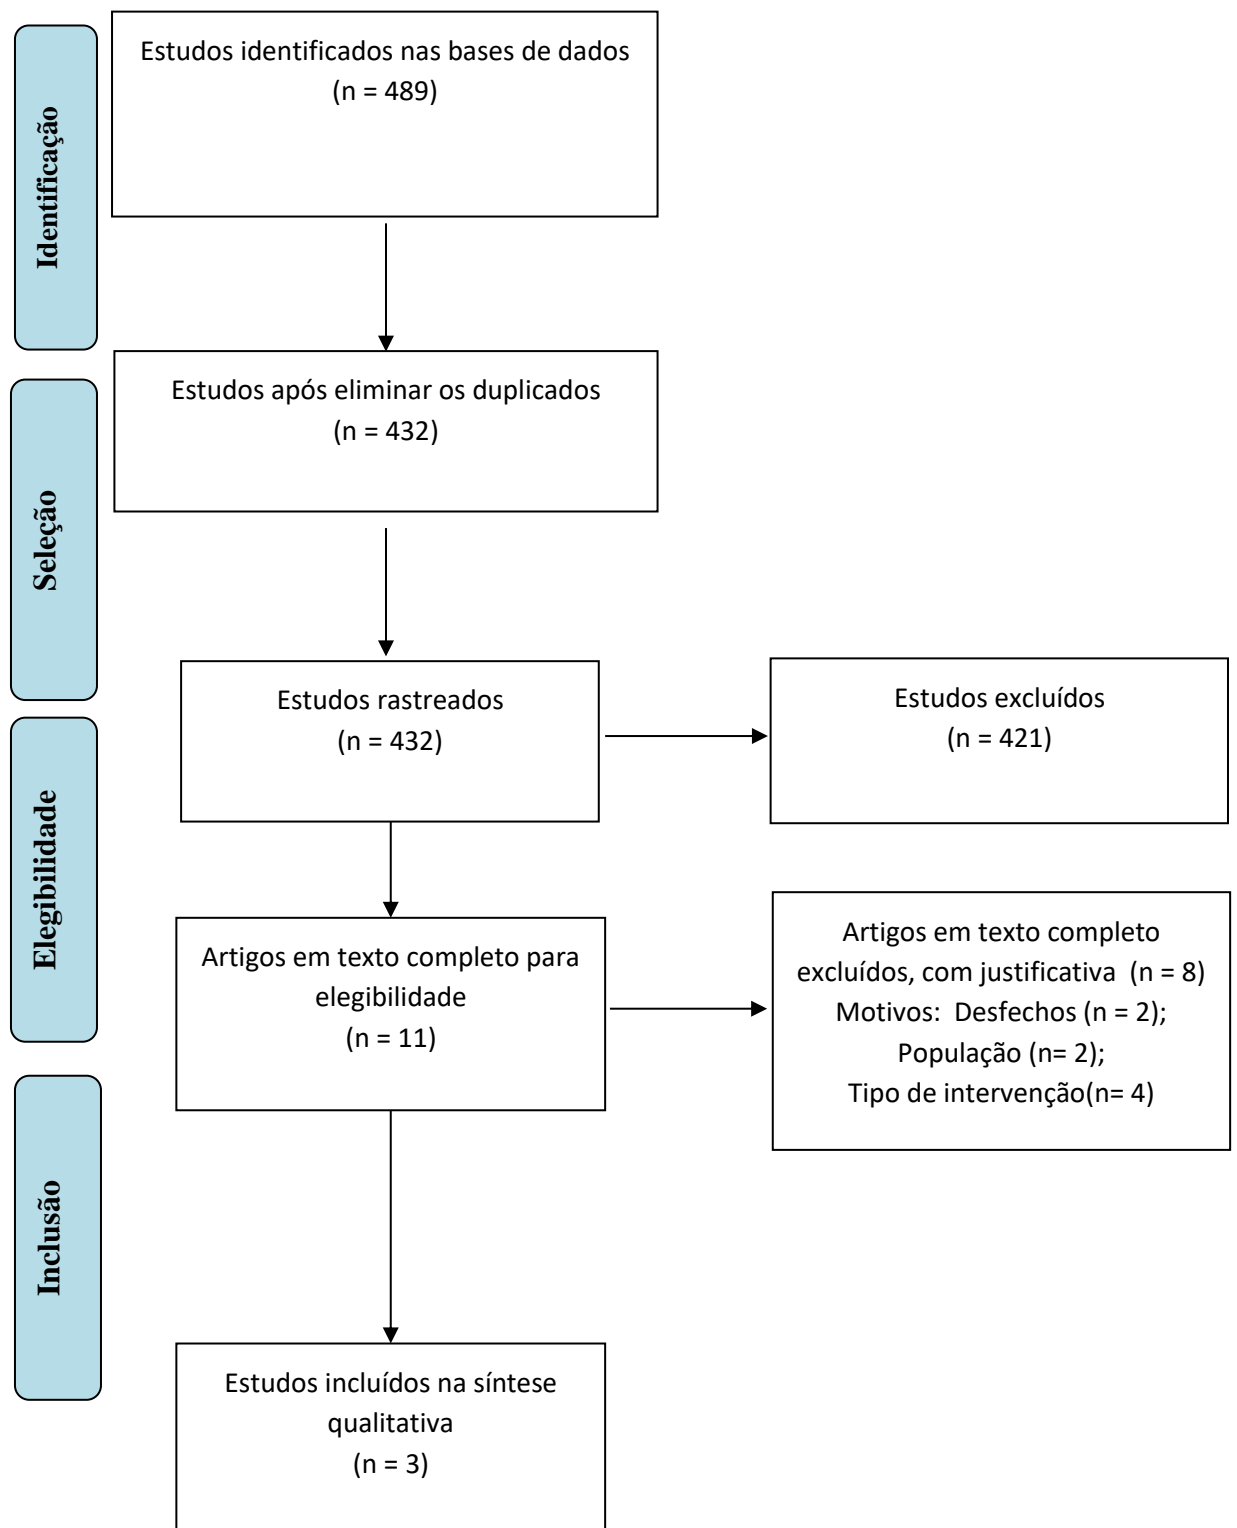 Identificação
Estudos identificados nas bases de dados
(n = 489)
Seleção
Estudos após eliminar os duplicados
(n = 432)
Estudos rastreados
(n = 432)
Estudos excluídos
(n = 421)
Elegibilidade
Artigos em texto completo para
elegibilidade
(n = 11)
Artigos em texto completo
excluídos, com justificativa  (n = 8)
Motivos:  Desfechos (n = 2);
População (n= 2);
Tipo de intervenção(n= 4)
Inclusão
Estudos incluídos na síntese
qualitativa
(n = 3)